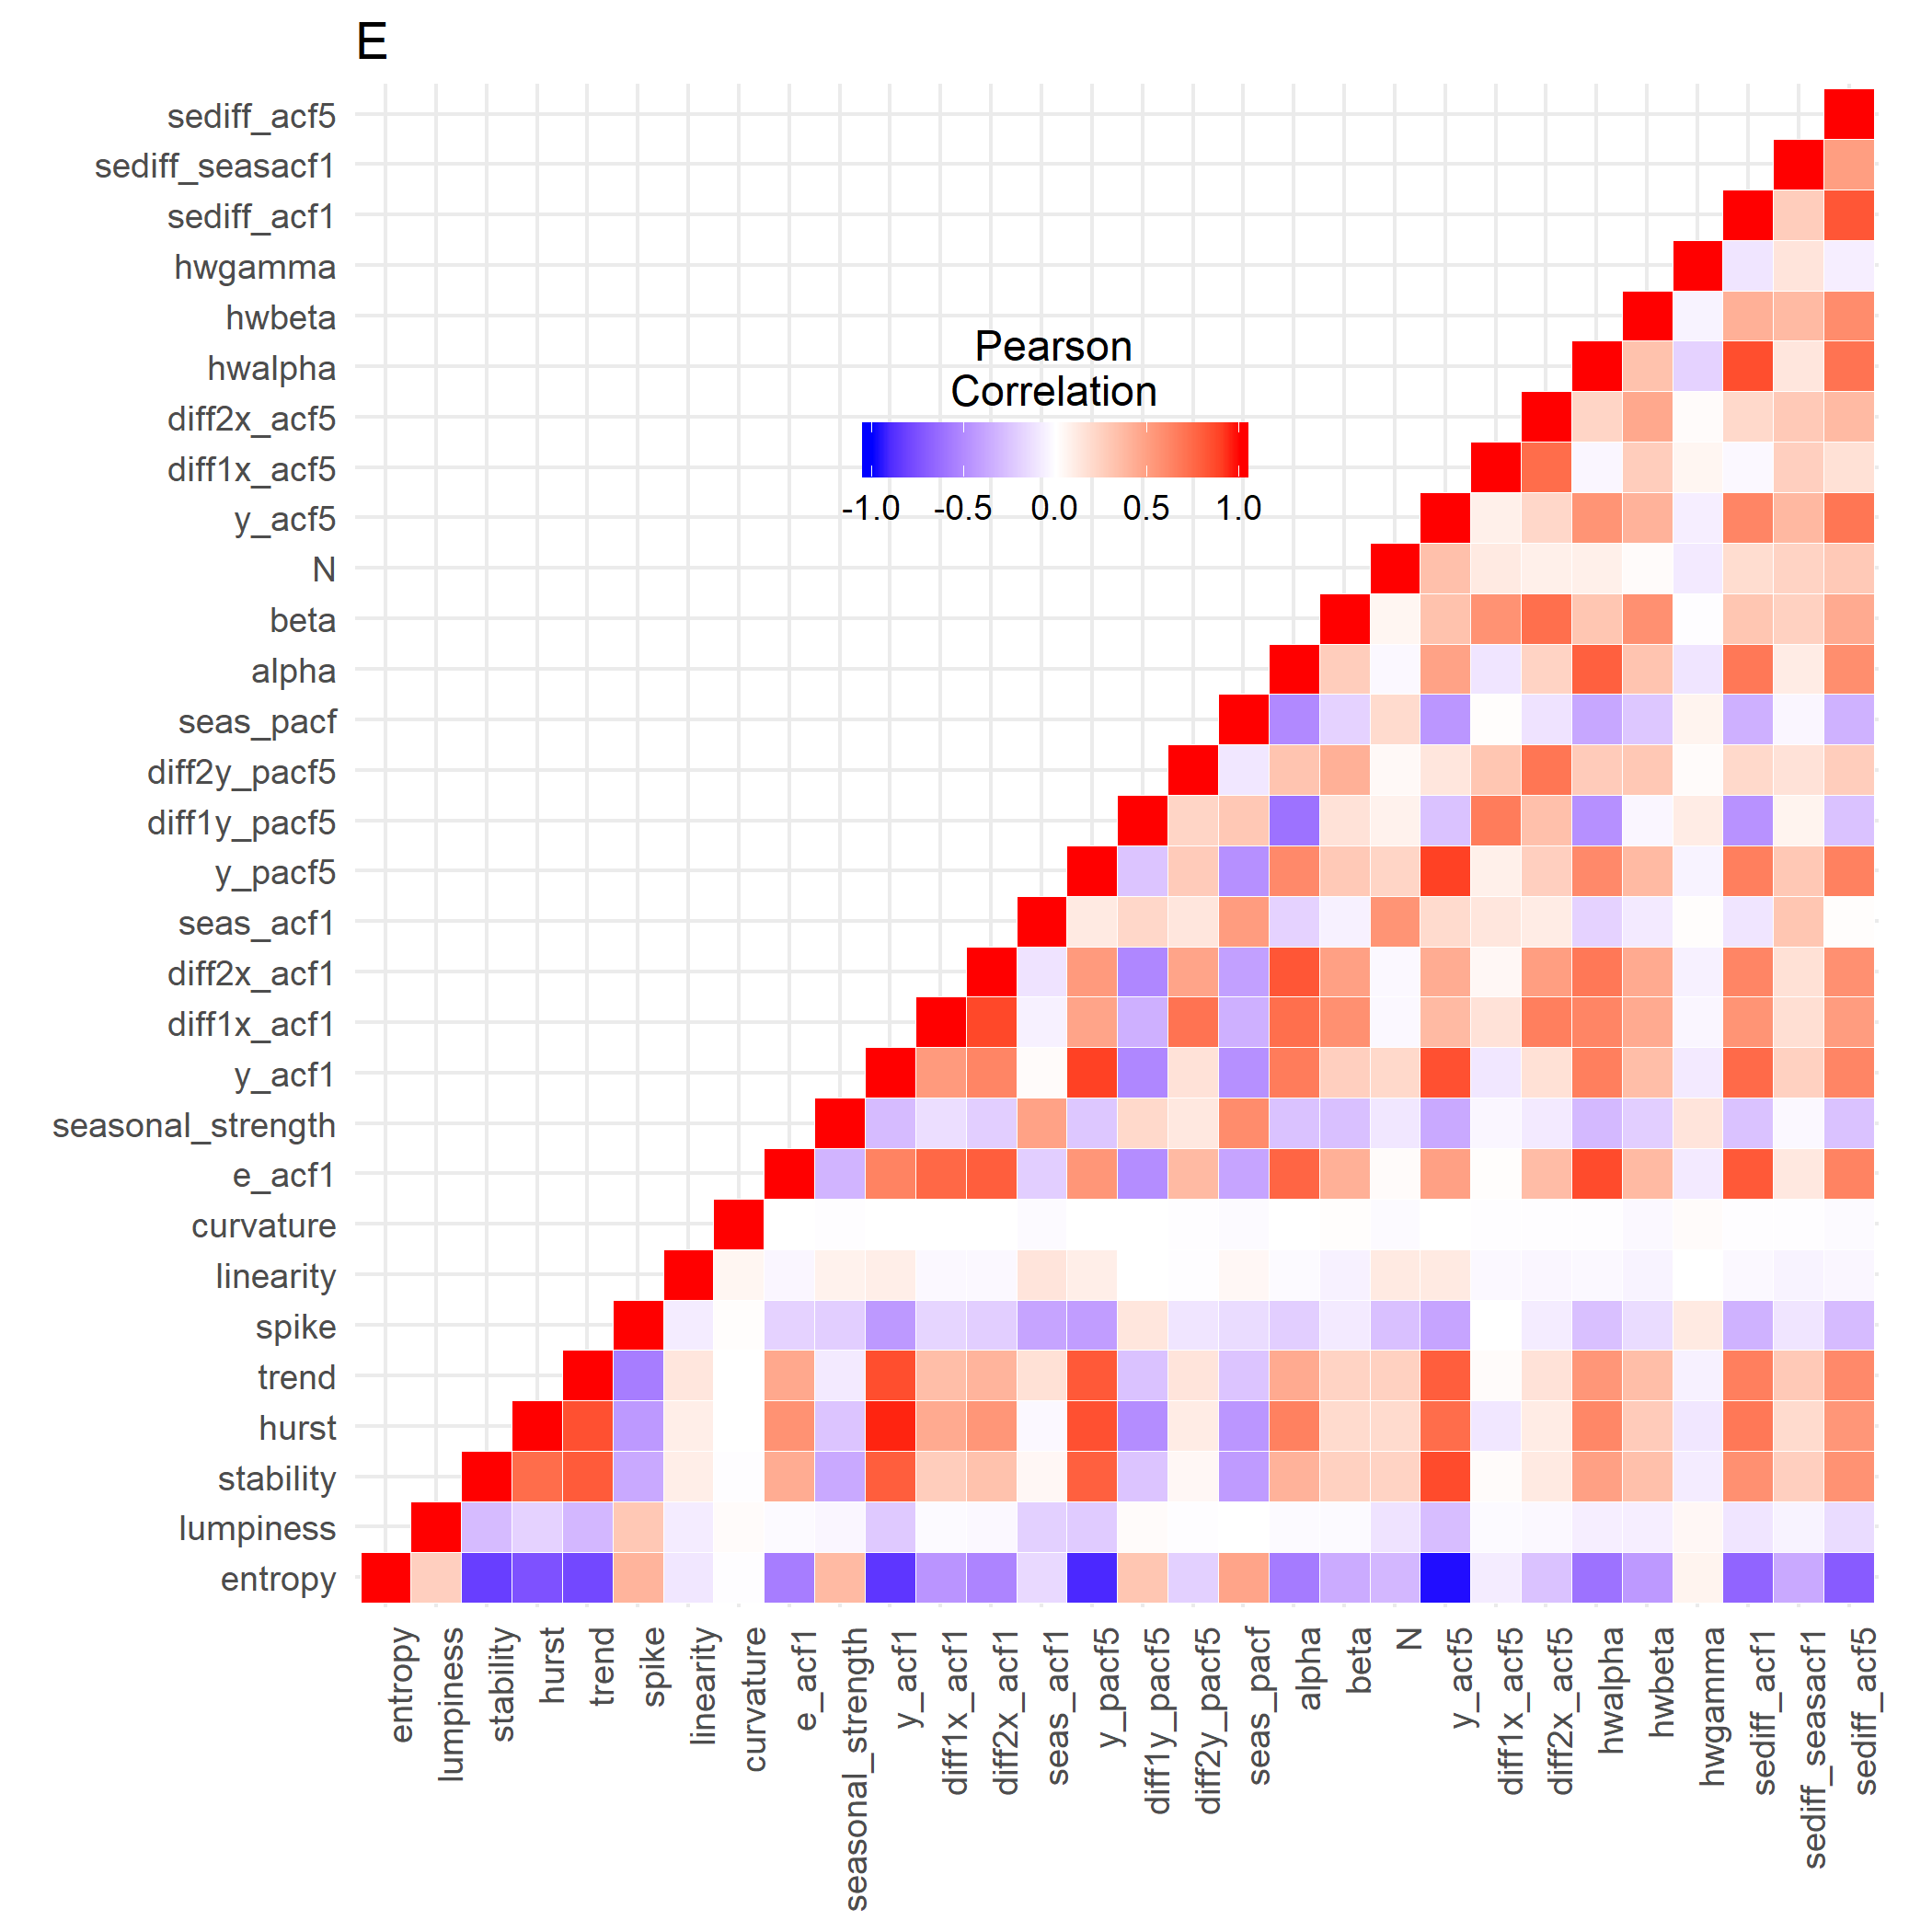 E
sediff_acf5
sediff_seasacf1
sediff_acf1
hwgamma
hwbeta
hwalpha
diff2x_acf5
diff1x_acf5
y_acf5
N
beta
alpha
seas_pacf
diff2y_pacf5
diff1y_pacf5
y_pacf5
seas_acf1
diff2x_acf1
diff1x_acf1
y_acf1
seasonal_strength
e_acf1
curvature
linearity
spike
trend
hurst
stability
lumpiness
entropy
Pearson
Correlation
-1.0 -0.5 0.0 0.5 1.0
entropy
lumpiness
stability
hurst
trend
spike
linearity
curvature
e_acf1
seasonal_strength
y_acf1
diff1x_acf1
diff2x_acf1
seas_acf1
y_pacf5
diff1y_pacf5
diff2y_pacf5
seas_pacf
alpha
beta
N
y_acf5
diff1x_acf5
diff2x_acf5
hwalpha
hwbeta
hwgamma
sediff_acf1
sediff_seasacf1
sediff_acf5